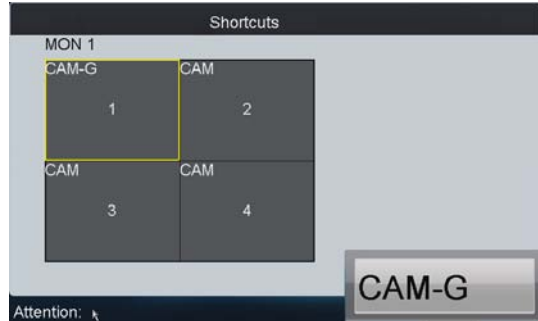 Shortcuts
MON 1
CAM-G
CAM
1
2
CAM
CAM
3
4
CAM-G
Attention: